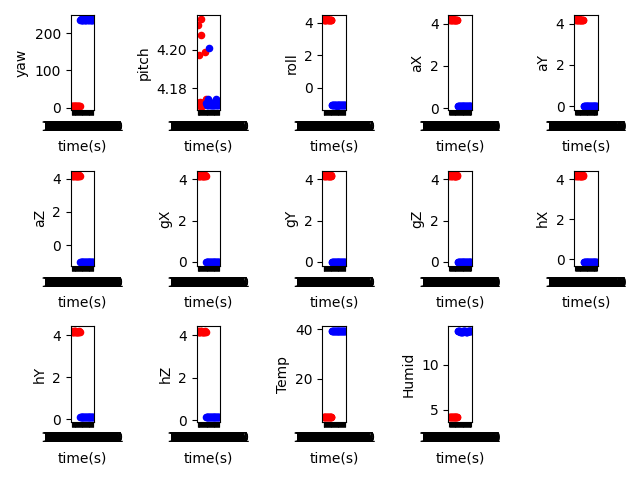 yaw 200 100 0 time(s)
pitch 4.20 4.18 time(s)
roll 4 2 0 time(s)
aX 4 2 0 time(s)
aY 4 2 0 time(s)
aZ 4 2 0 time(s)
gX 4 2 0 time(s)
gY 4 2 0 time(s)
gZ 4 2 0 time(s)
hX 4 2 0 time(s)
hY 4 2 0 time(s)
hZ 4 2 0 time(s)
Temp 40 20 time(s)
Humid 10 5 time(s)